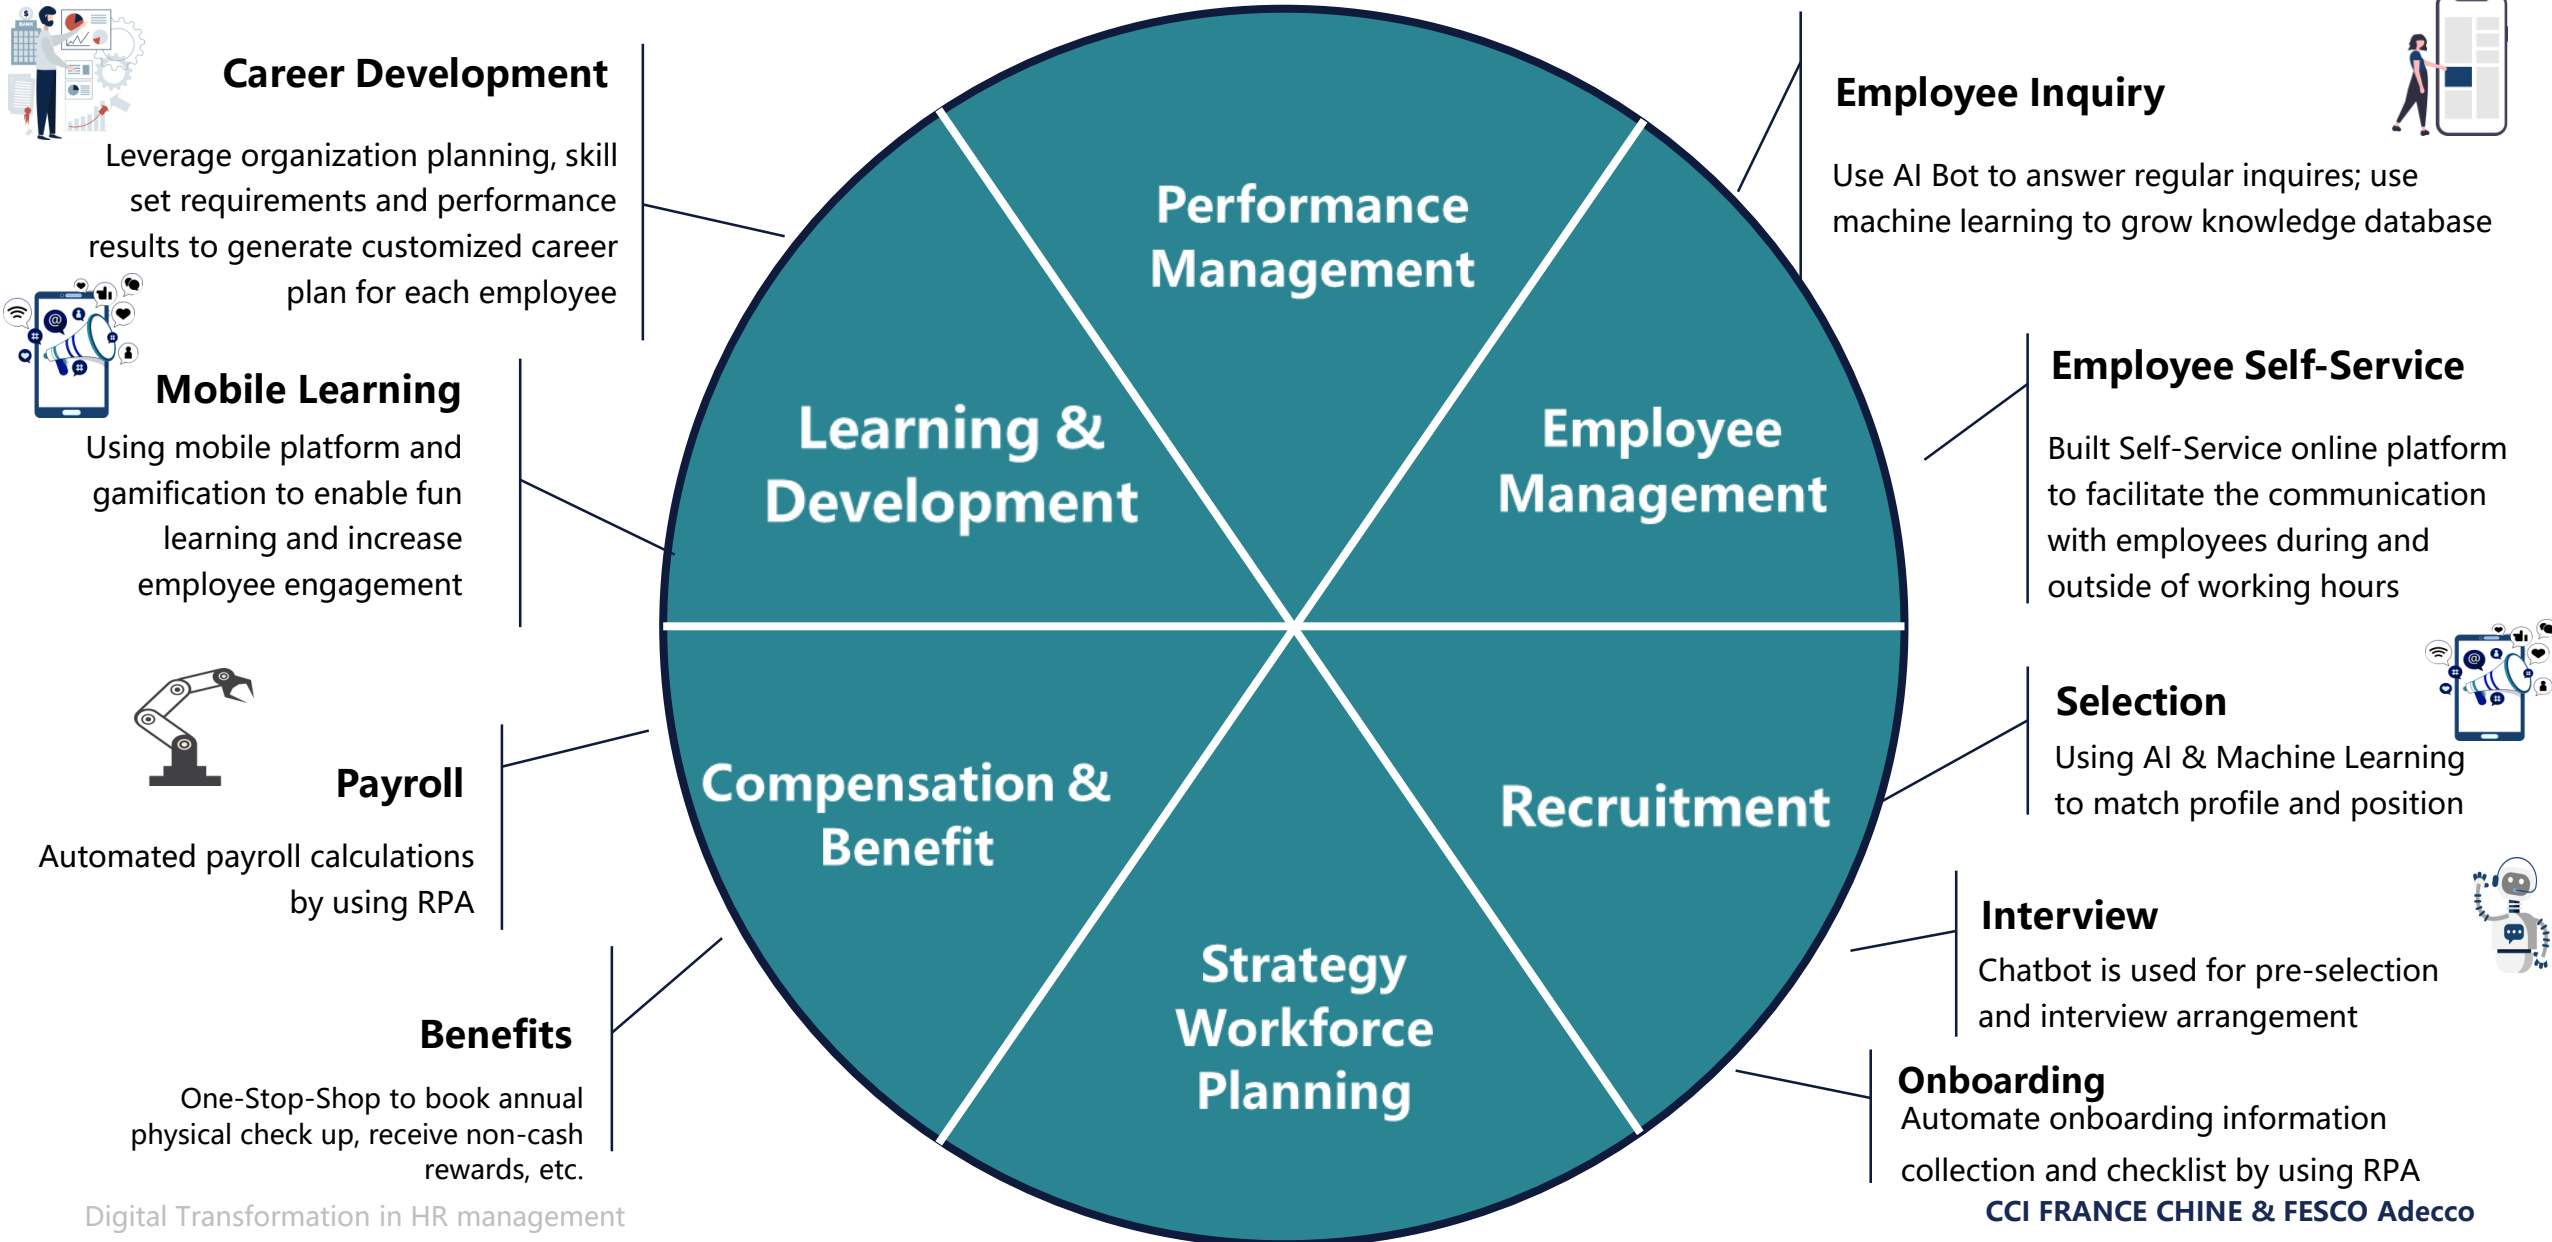 Career Development
Leverage organization planning, skill
set requirements and performance
results to generate customized career
plan for each employee
Mobile Learning
Using mobile platform and
gamification to enable fun
learning and increase
employee engagement
Payroll
Automated payroll calculations
by using RPA
Benefits
One-Stop-Shop to book annual
physical check up, receive non-cash
rewards, etc.
Performance
Management
Learning &
Development
Employee
Management
Compensation &
Benefit
Recruitment
Strategy
Workforce
Planning
Employee Inquiry
Use AI Bot to answer regular inquires; use
machine learning to grow knowledge database
Employee Self-Service
Built Self-Service online platform
to facilitate the communication
with employees during and
outside of working hours
Selection
Using AI & Machine Learning
to match profile and position
Interview
Chatbot is used for pre-selection
and interview arrangement
Onboarding
Automate onboarding information
collection and checklist by using RPA
Digital Transformation in HR management
CCI FRANCE CHINE & FESCO Adecco